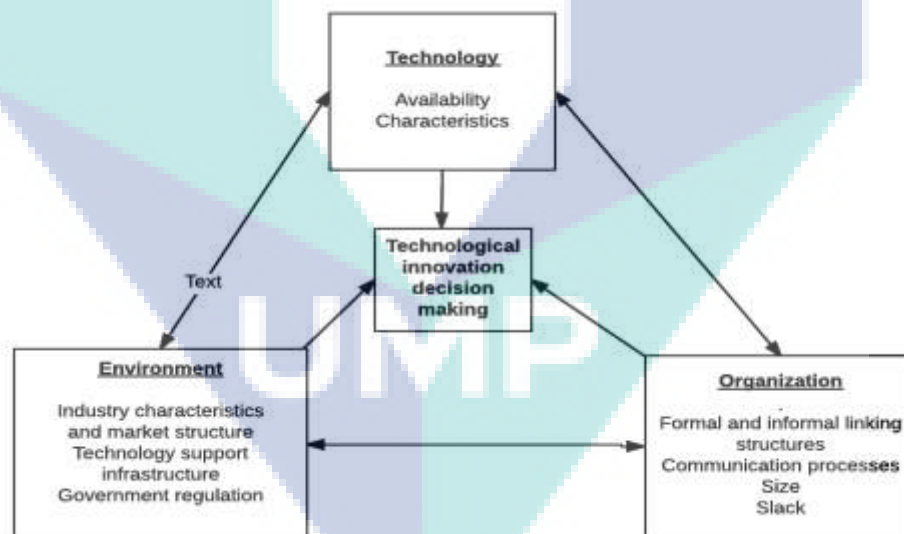 Technology
Availability
Characteristics
Technological
innovation
decision
making
Text
UMP
Environment
Industry characteristics
and market structure
Technology support
infrastructure
Government regulation
Organization
Formal and informal linking
structures
Communication processes
Size
Slack